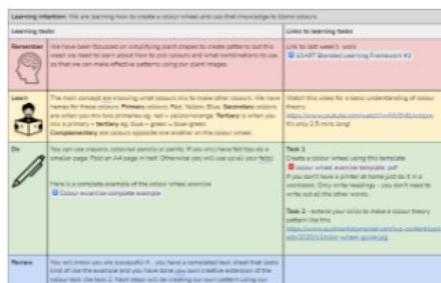 Learning intention: We are learning how to create a colour wheel and use that knowledge to blend colours
Learning tasks
Links to learning tasks
Remember
We have been focussed on simplifying plant shapes to create patterns but this
week we need to learn about how to pick colours and what combinations to use
so that we can make effective patterns using our plant images
Link to last week's work
Blended Learning Framework #2
Learn
The main concept are knowing what colours mix to make other colours. We have
names for these colours. Primary colours: Red, Yellow, Blue. Secondary colours
are when you mix two primaries eg. red + yellow=orange. Tertiary is when you
mix a primary + tertiary eg. blue + green = blue-green.
Complementary are colours opposite one another on the colour wheel.
Watch this video for a basic understanding of colour
theory
It's only 2.5 mins long!
Do
You can use crayons, coloured pencils or paints. If you only have felt tips do a
smaller page. Fold an A4 page in half! Otherwise you will use up all your felts!
Here is a complete example of the colour wheel exercise
Colour excercise complete example
Task 1
Create a colour wheel using this template
colour wheel exercise template.pdf
If you don't have a printer at home just do it in a
workbook. Only write headings - you don't need to
write out all the other words.
Task 2 - extend your skills to make a colour theory
pattern like this
Review
You will know you are successful if.. you have a completed task sheet that looks
kind of like the example and you have done you own creative extension of the
colour task like task 2. Next steps will be creating our own pattern using our